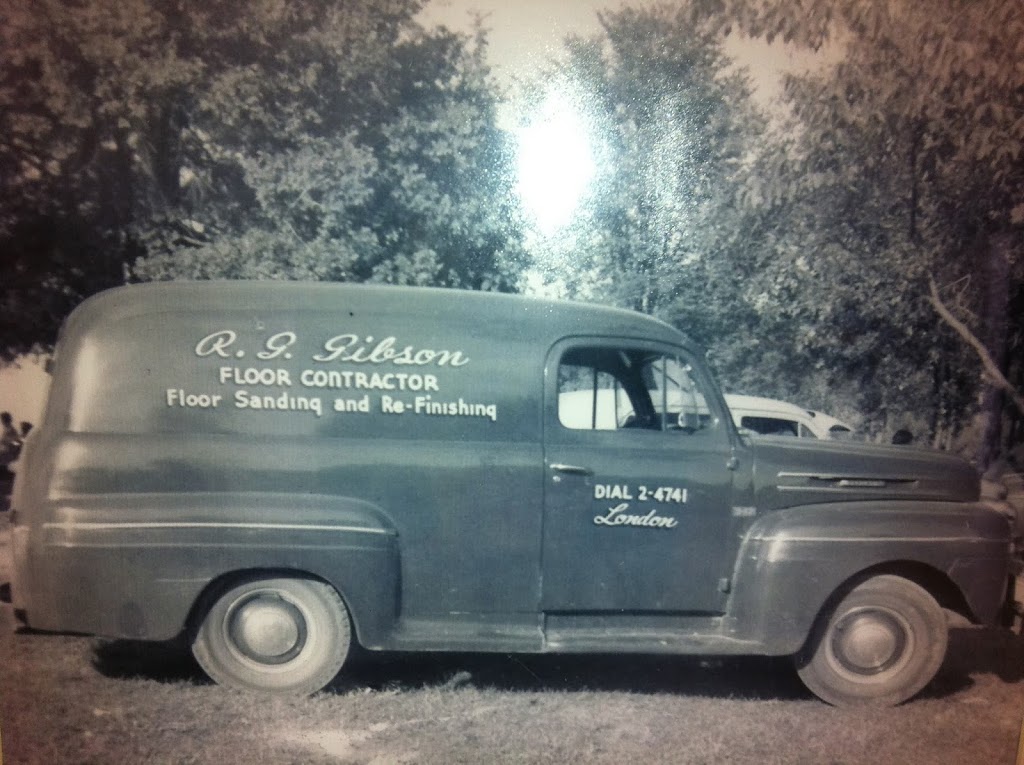 R. G. Gibson
FLOOR CONTRACTOR
Floor Sanding and Re-Finishing
DIAL 2-4741
London